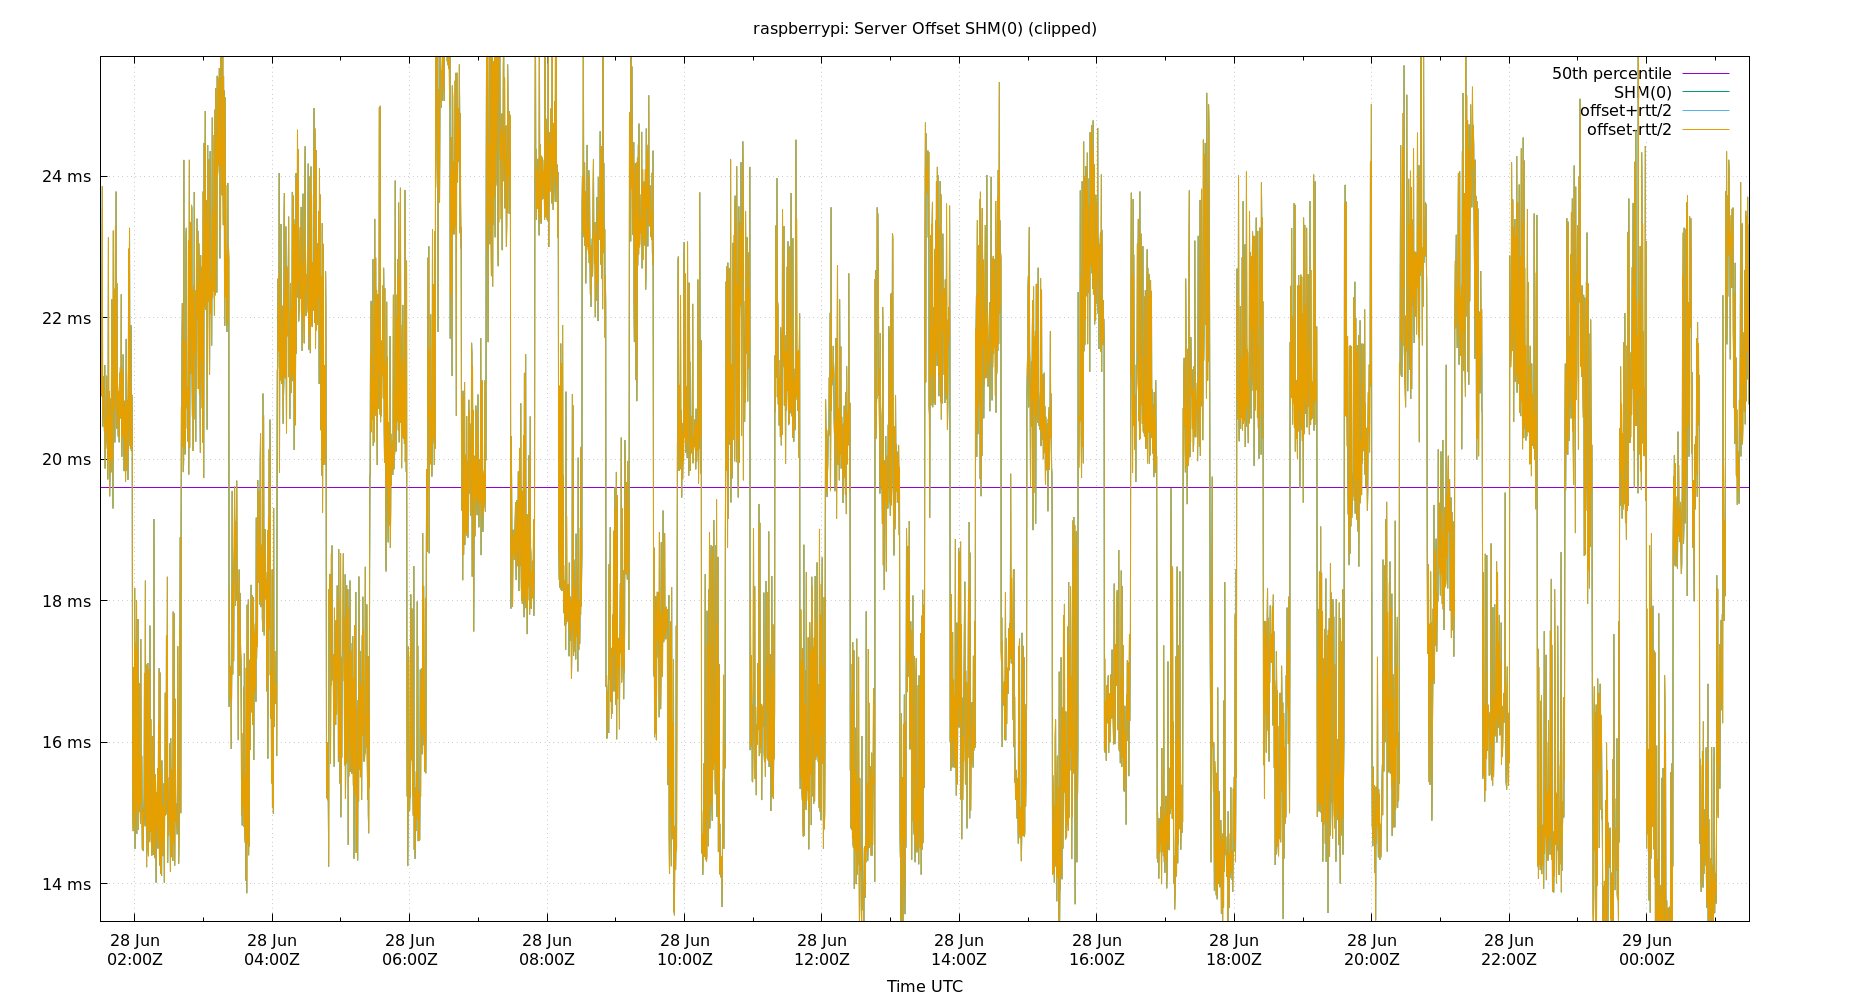 raspberrypi: Server Offset SHM(0) (clipped)
50th percentile
SHM(0)
offset+rtt/2
offset-rtt/2
24 ms
22 ms
20 ms
18 ms
16 ms
14 ms
28 Jun 28 Jun 28 Jun 28 Jun 28 Jun 28 Jun 28 Jun 28 Jun 28 Jun 28 Jun 28 Jun 29 Jun
02:00Z 04:00Z 06:00Z 08:00Z 10:00Z 12:00Z 14:00Z 16:00Z 18:00Z 20:00Z 22:00Z 00:00Z
Time UTC